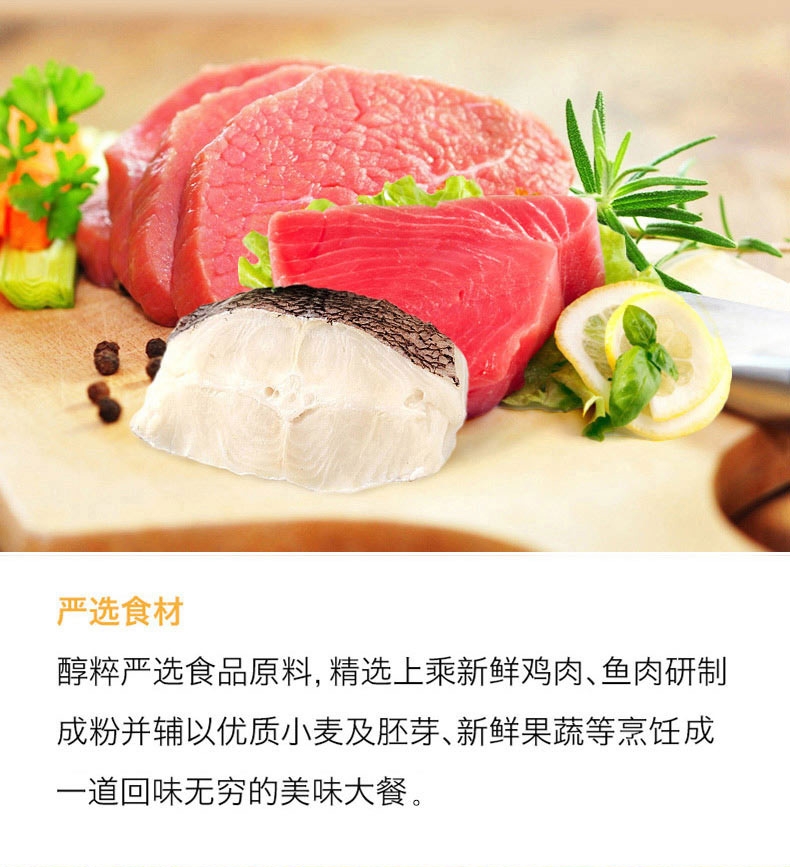 严选食材
醇粹严选食品原料, 精选上乘新鲜鸡肉、鱼肉研制
成粉并辅以优质小麦及胚芽、新鲜果蔬等烹饪成
一道回味无穷的美味大餐。